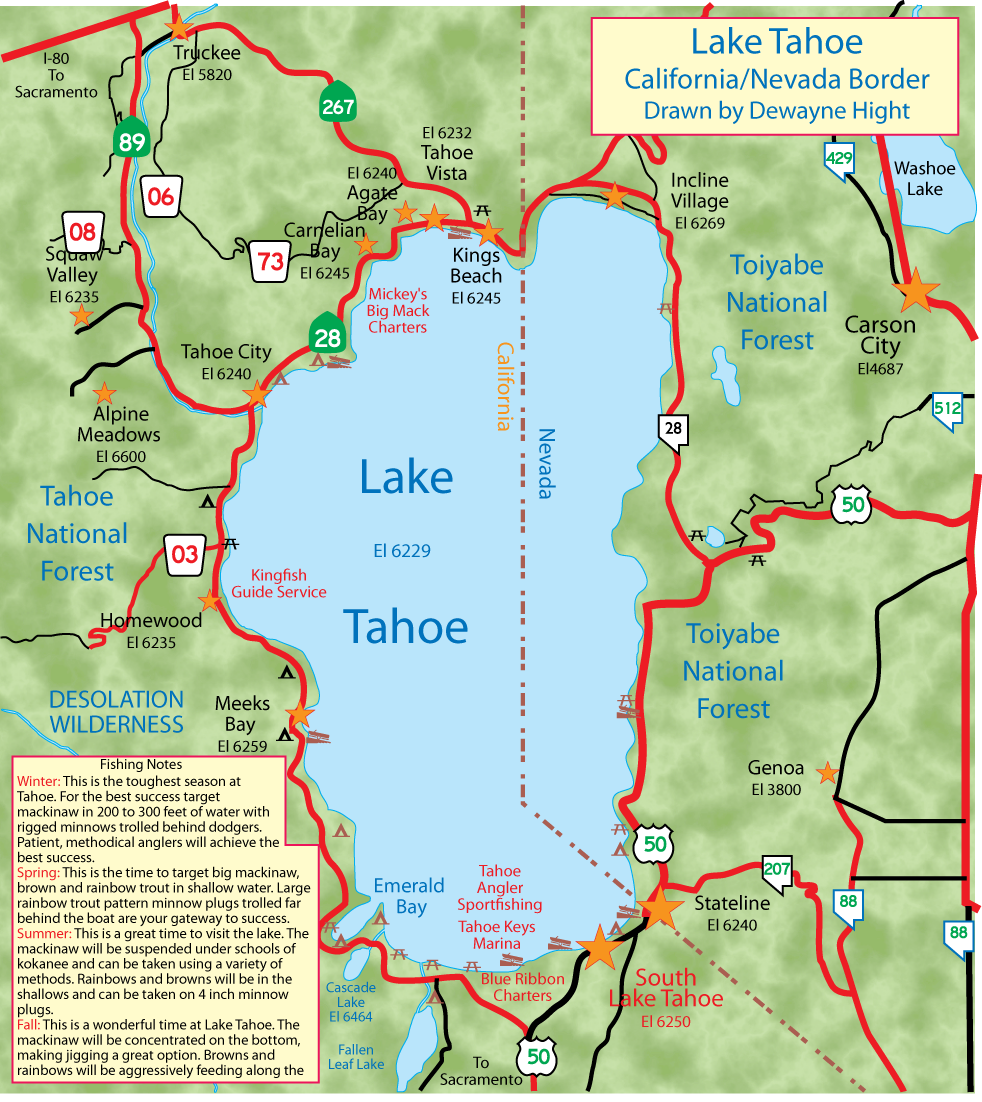 Lake Tahoe
California/Nevada Border
Drawn by Dewayne Hight
I-80
To
Sacramento
Truckee
El 5820
89
267
06
08
73
Squaw
Valley
El 6235
El 6232
Tahoe
Vista
El 6240
Agate
Bay
Carnelian
Bay
El 6245
Kings
Beach
El 6245
Incline
Village
El 6269
429
Washoe
Lake
Mickey's
Big Mack
Charters
28
Tahoe City
El 6240
Toiyabe
National
Forest
Carson
City
El4687
California
Nevada
Alpine
Meadows
El 6600
28
512
Lake
Tahoe
El 6229
Tahoe
National
Forest
50
03
Kingfish
Guide Service
Homewood
El 6235
Toiyabe
National
Forest
DESOLATION
WILDERNESS
Meeks
Bay
El 6259
Genoa
El 3800
Fishing Notes
Winter: This is the toughest season at
Tahoe. For the best success target
mackinaw in 200 to 300 feet of water with
rigged minnows trolled behind dodgers.
Patient, methodical anglers will achieve the
best success.
Spring: This is the time to target big mackinaw,
brown and rainbow trout in shallow water. Large
rainbow trout pattern minnow plugs trolled far
behind the boat are your gateway to success.
Summer: This is a great time to visit the lake. The
mackinaw will be suspended under schools of
kokanee and can be taken using a variety of
methods. Rainbows and browns will be in the
shallows and can be taken on 4 inch minnow
plugs.
Fall: This is a wonderful time at Lake Tahoe. The
mackinaw will be concentrated on the bottom,
making jigging a great option. Browns and
rainbows will be aggressively feeding along the
50
207
88
88
Emerald
Bay
Tahoe
Angler
Sportfishing
Tahoe Keys
Marina
Stateline
El 6240
Blue Ribbon
Charters
South
Lake Tahoe
El 6250
Cascade
Lake
El 6464
Fallen
Leaf Lake
To
Sacramento
50